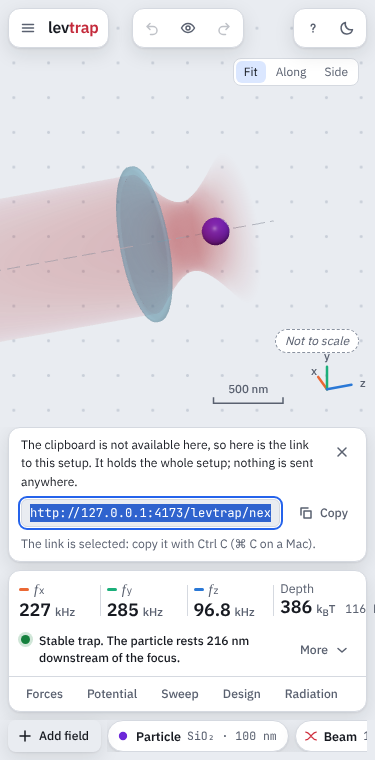 levtrap
?
Fit Along Side
Not to scale
y
x
z
500 nm
The clipboard is not available here, so here is the link
to this setup. It holds the whole setup; nothing is sent
anywhere.
http://127.0.0.1:4173/levtrap/nex
Copy
The link is selected: copy it with Ctrl C (⌘ C on a Mac).
fx fy fz Depth
227 kHz 285 kHz 96.8 kHz 386 kBT 116
Stable trap. The particle rests 216 nm
downstream of the focus.
More
Forces Potential Sweep Design Radiation
Add field Particle SiO₂ · 100 nm Beam